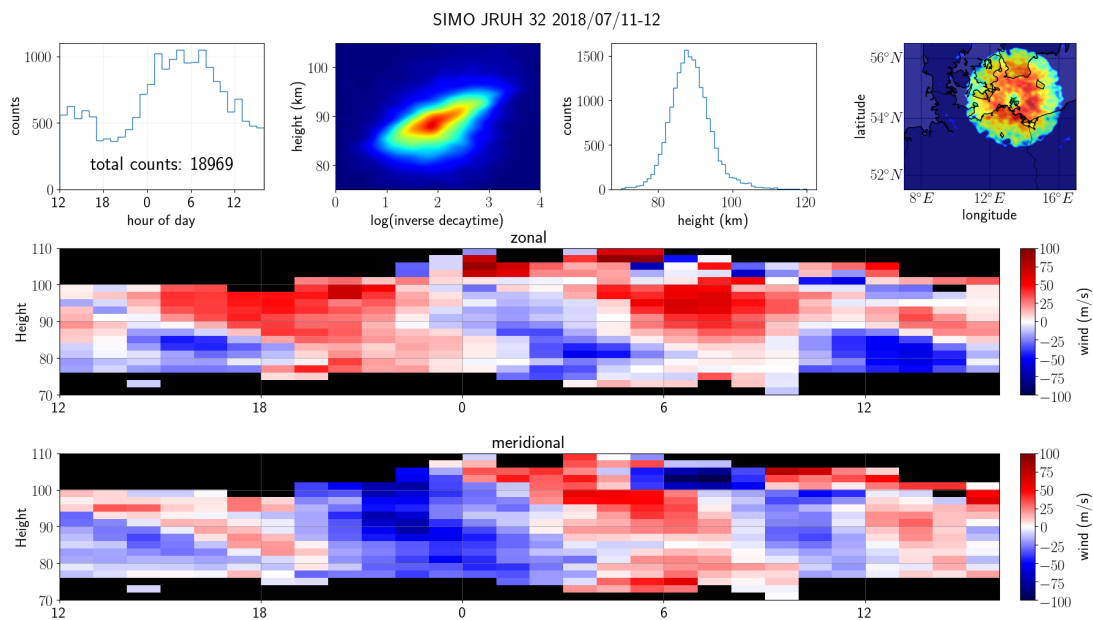 SIMO JRUH 32 2018/07/11-12
counts
1000
500
0
total counts: 18969
12 18 0 6 12
hour of day
height (km)
100
90
80
0 1 2 3 4
log(inverse decaytime)
counts
1500
1000
500
0
80 100 120
height (km)
latitude
56°N
54°N
52°N
8°E 12°E 16°E
longitude
zonal
Height
110
100
90
80
70
12 18 0 6 12
100
75
50
25
0
−25
−50
−75
−100
wind (m/s)
meridional
Height
110
100
90
80
70
12 18 0 6 12
100
75
50
25
0
−25
−50
−75
−100
wind (m/s)